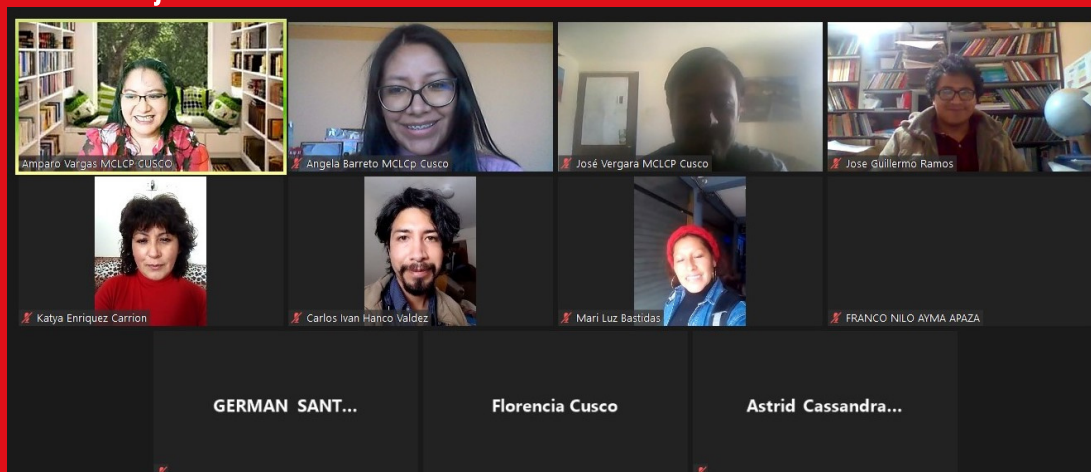 Amparo Vargas MCLCP CUSCO
Angela Barreto MCLCp Cusco
José Vergara MCLCP Cusco
Jose Guillermo Ramos
Katya Enriquez Carrion
Carlos Ivan Hanco Valdez
Mari Luz Bastidas
FRANCO NILO AYMA APAZA
GERMAN SANT...
Florencia Cusco
Astrid Cassandra...